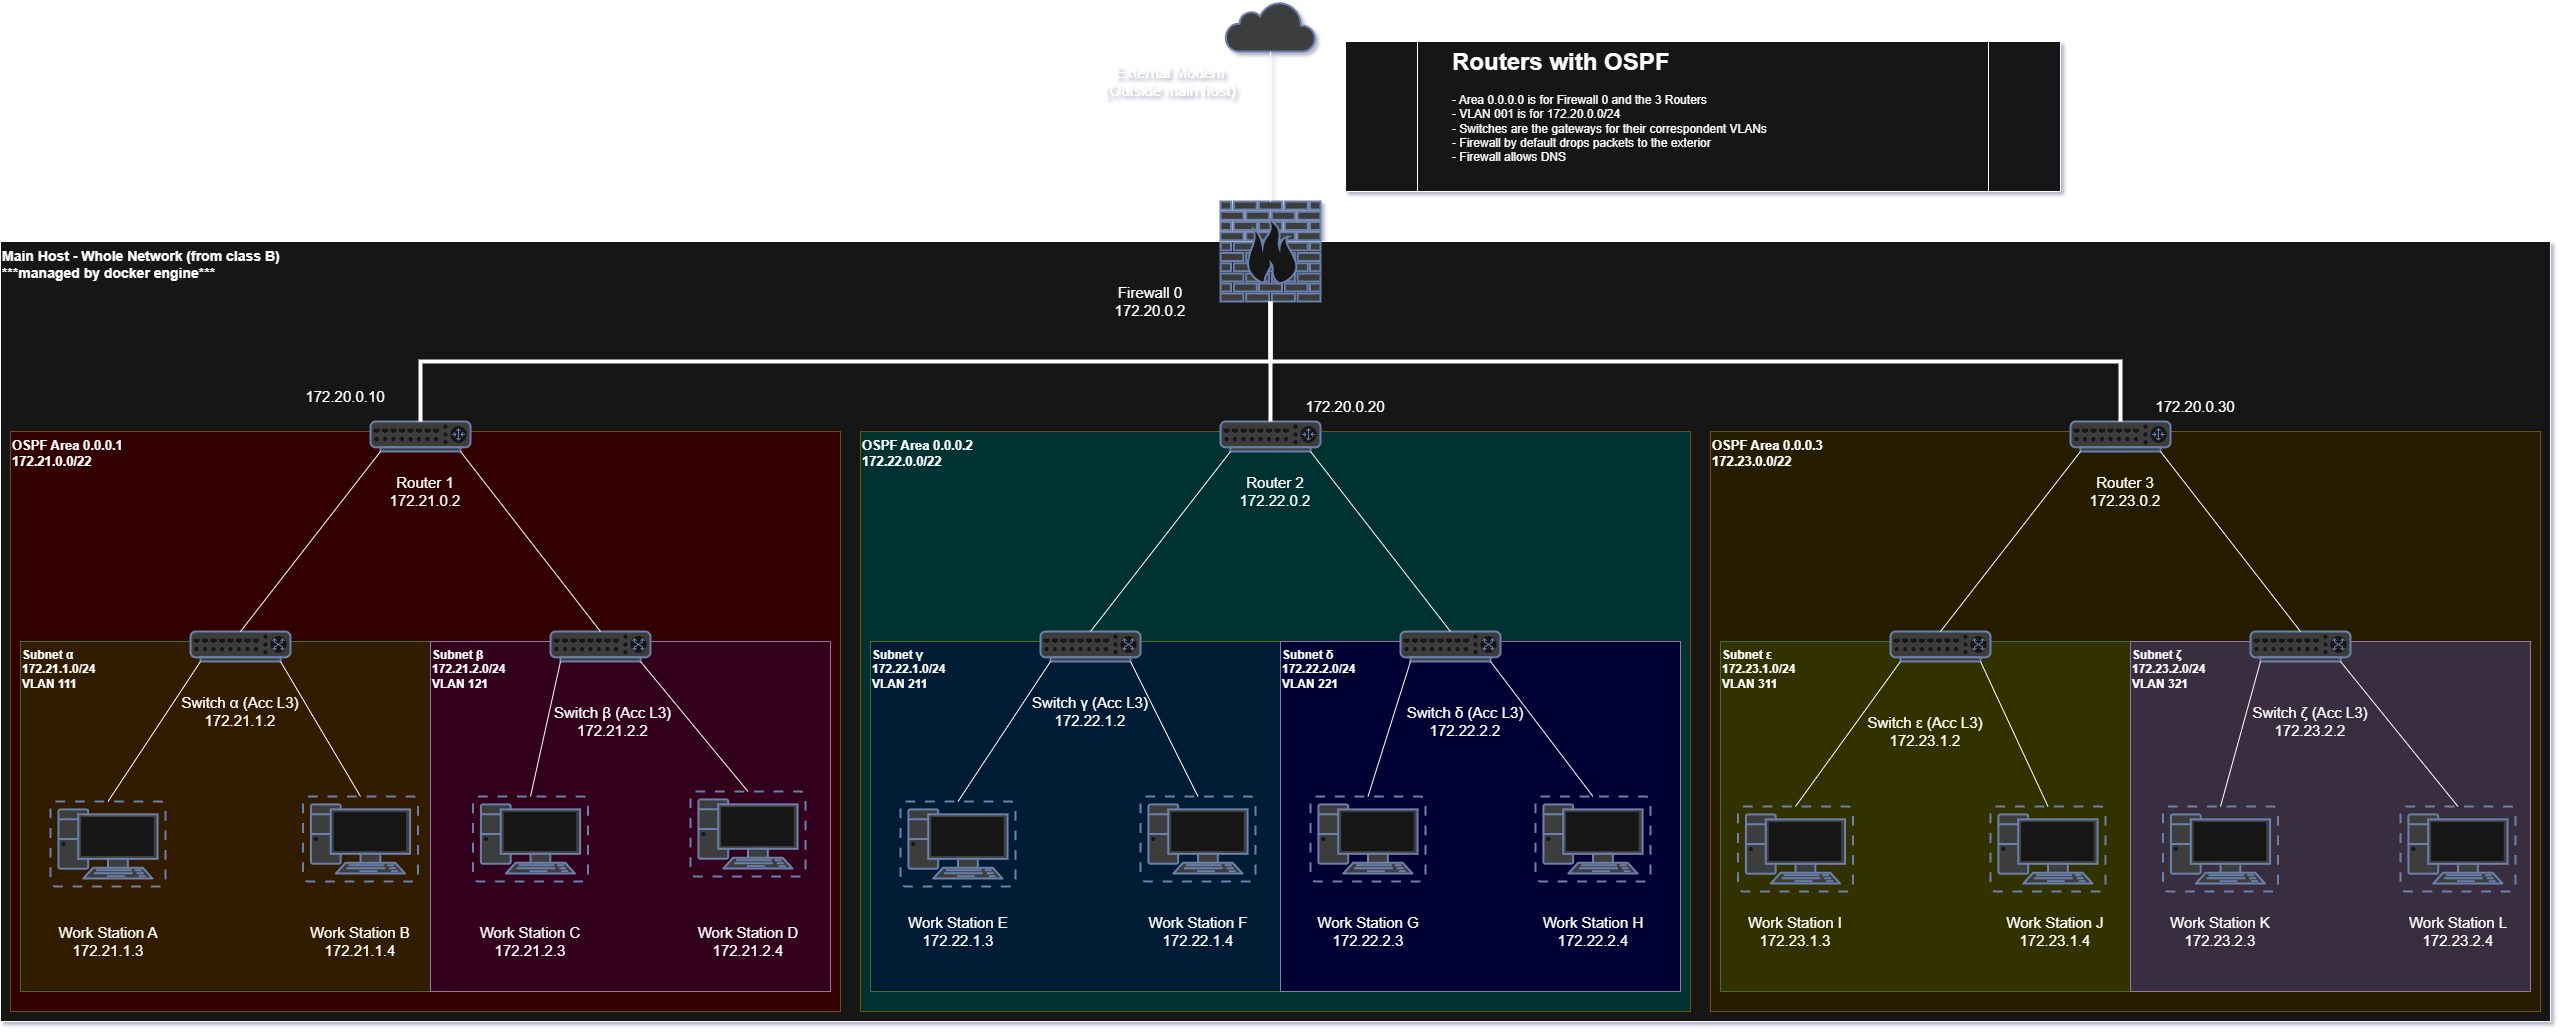 External Modem
(Outside main host)
Routers with OSPF
- Area 0.0.0.0 is for Firewall 0 and the 3 Routers
- VLAN 001 is for 172.20.0.0/24
- Switches are the gateways for their correspondent VLANs
- Firewall by default drops packets to the exterior
- Firewall allows DNS
Main Host - Whole Network (from class B)
***managed by docker engine***
Firewall 0
172.20.0.2
172.20.0.10
172.20.0.20
172.20.0.30
OSPF Area 0.0.0.1
172.21.0.0/22
Router 1
172.21.0.2
OSPF Area 0.0.0.2
172.22.0.0/22
Router 2
172.22.0.2
OSPF Area 0.0.0.3
172.23.0.0/22
Router 3
172.23.0.2
Subnet α
172.21.1.0/24
VLAN 111
Switch α (Acc L3)
172.21.1.2
Subnet β
172.21.2.0/24
VLAN 121
Switch β (Acc L3)
172.21.2.2
Subnet γ
172.22.1.0/24
VLAN 211
Switch γ (Acc L3)
172.22.1.2
Subnet δ
172.22.2.0/24
VLAN 221
Switch δ (Acc L3)
172.22.2.2
Subnet ε
172.23.1.0/24
VLAN 311
Switch ε (Acc L3)
172.23.1.2
Subnet ζ
172.23.2.0/24
VLAN 321
Switch ζ (Acc L3)
172.23.2.2
Work Station A
172.21.1.3
Work Station B
172.21.1.4
Work Station C
172.21.2.3
Work Station D
172.21.2.4
Work Station E
172.22.1.3
Work Station F
172.22.1.4
Work Station G
172.22.2.3
Work Station H
172.22.2.4
Work Station I
172.23.1.3
Work Station J
172.23.1.4
Work Station K
172.23.2.3
Work Station L
172.23.2.4